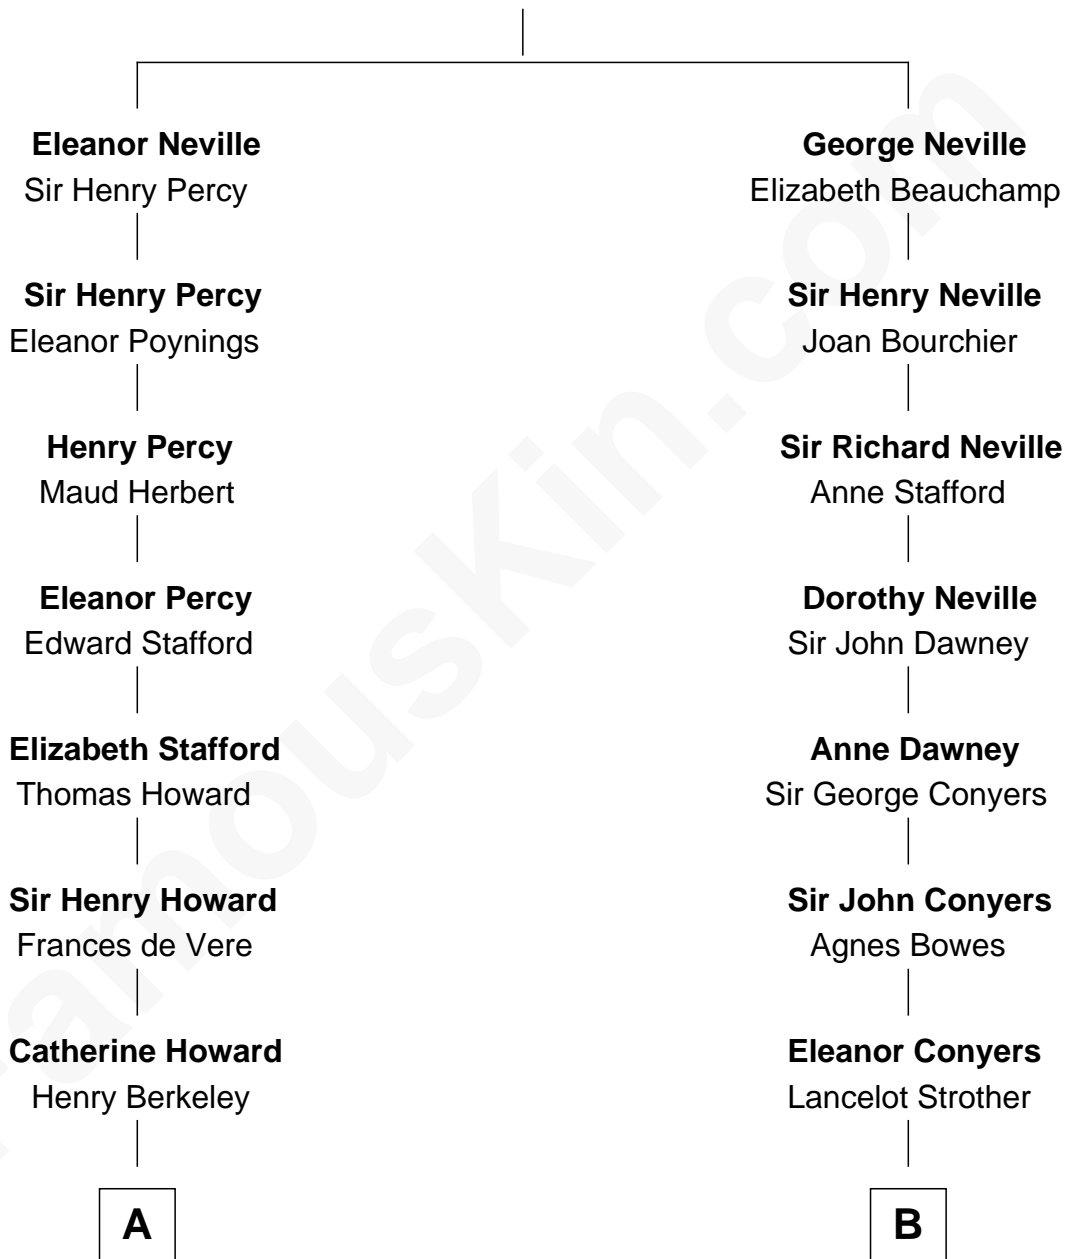 Eleanor Neville
Sir Henry Percy
George Neville
Elizabeth Beauchamp
Sir Henry Percy
Eleanor Poynings
Sir Henry Neville
Joan Bourchier
Henry Percy
Maud Herbert
Sir Richard Neville
Anne Stafford
Eleanor Percy
Edward Stafford
Dorothy Neville
Sir John Dawney
Elizabeth Stafford
Thomas Howard
Anne Dawney
Sir George Conyers
Sir Henry Howard
Frances de Vere
Sir John Conyers
Agnes Bowes
Catherine Howard
Henry Berkeley
Eleanor Conyers
Lancelot Strother
A
B
FamousKin.com